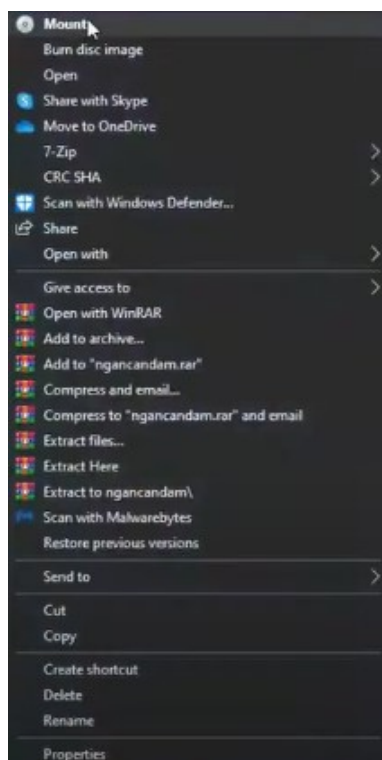 Mount
Burn disc image
Open
Share with Skype
Move to OneDrive
7-Zip
CRC SHA
Scan with Windows Defender...
Share
Open with
Give access to
Open with WinRAR
Add to archive...
Add to "ngancandam.rar"
Compress and email...
Compress to "ngancandam.rar" and email
Extract files...
Extract Here
Extract to ngancandam\
Scan with Malwarebytes
Restore previous versions
Send to
Cut
Copy
Create shortcut
Delete
Rename
Properties